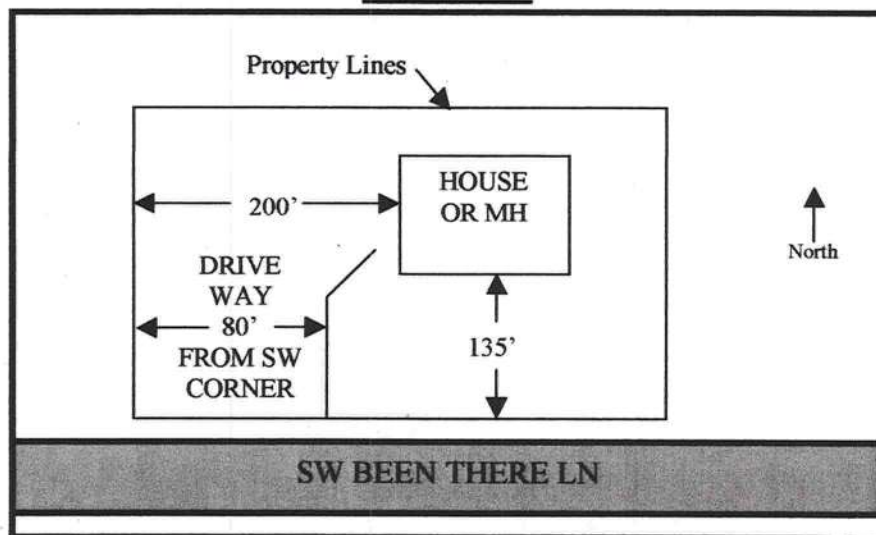 Property Lines
HOUSE
OR MH
200’
North
DRIVE
WAY
80’
FROM SW
CORNER
135’
SW BEEN THERE LN